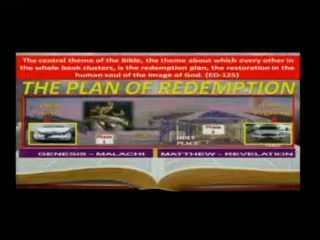 The central theme of the Bible, the theme about which every other in
the whole book clusters, is the redemption plan, the restoration in the
human soul of the image of God. (ED-125)
THE PLAN OF REDEMPTION
Phase
1
HOLY
PLACE
Phase
GENESIS - MALACHI
MATTHEW - REVELATION